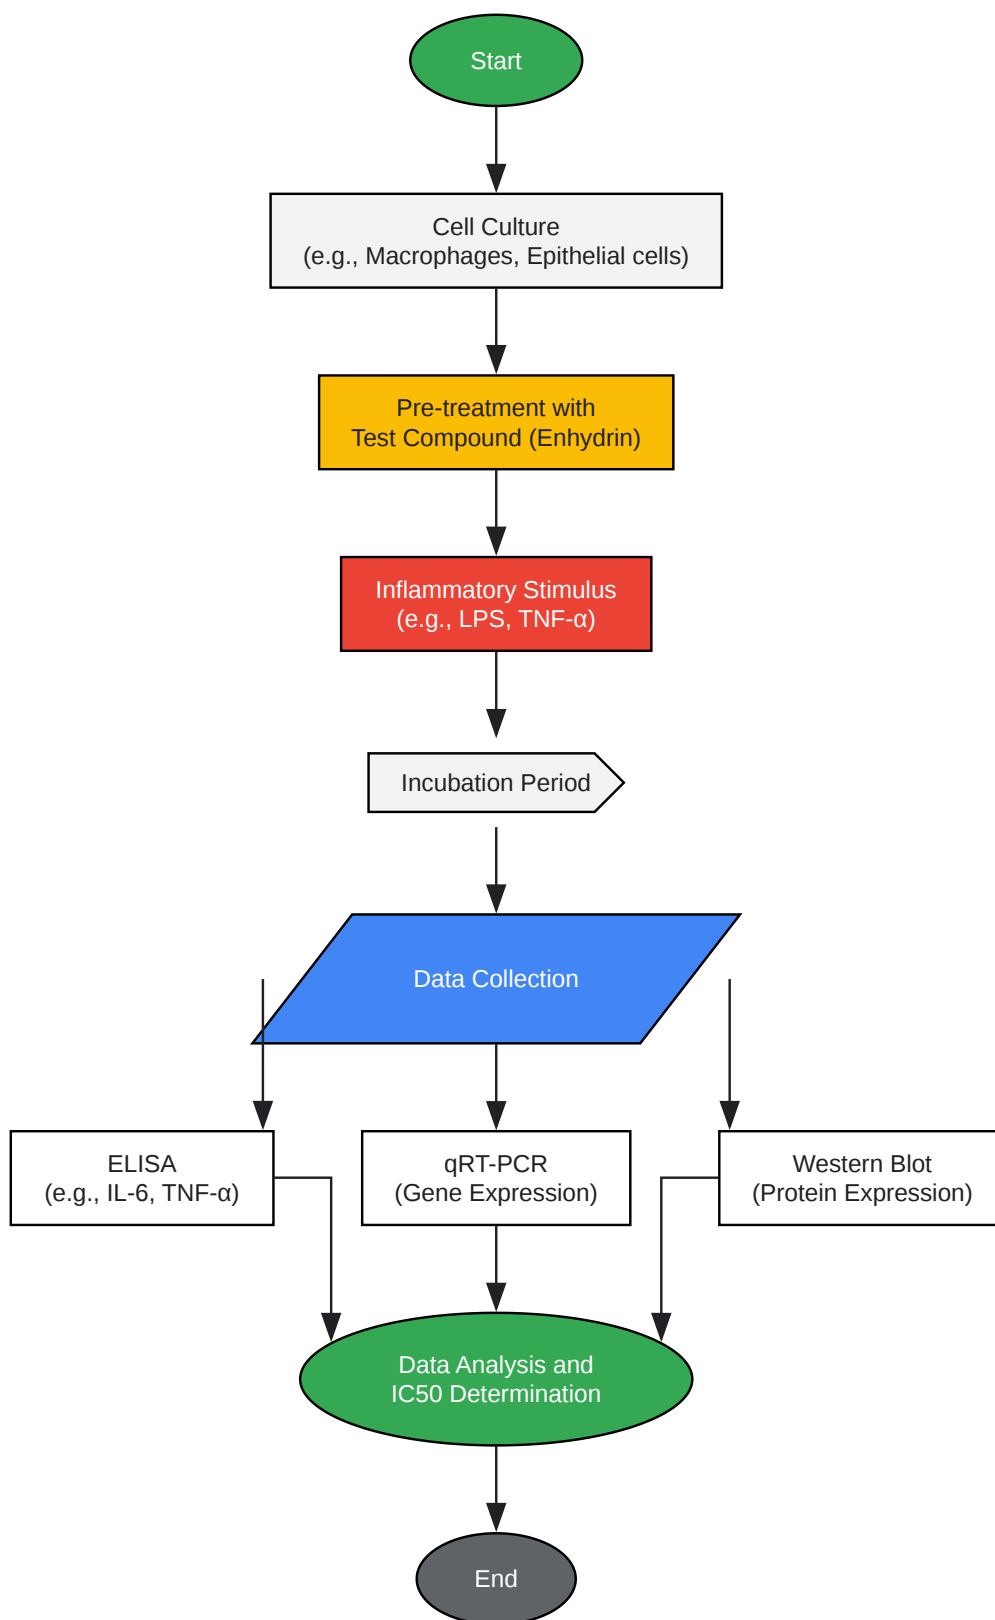 Start
Cell Culture
(e.g., Macrophages, Epithelial cells)
Pre-treatment with
Test Compound (Enhydrin)
Inflammatory Stimulus
(e.g., LPS, TNF-α)
Incubation Period
Data Collection
ELISA
(e.g., IL-6, TNF-α)
qRT-PCR
(Gene Expression)
Western Blot
(Protein Expression)
Data Analysis and
IC50 Determination
End